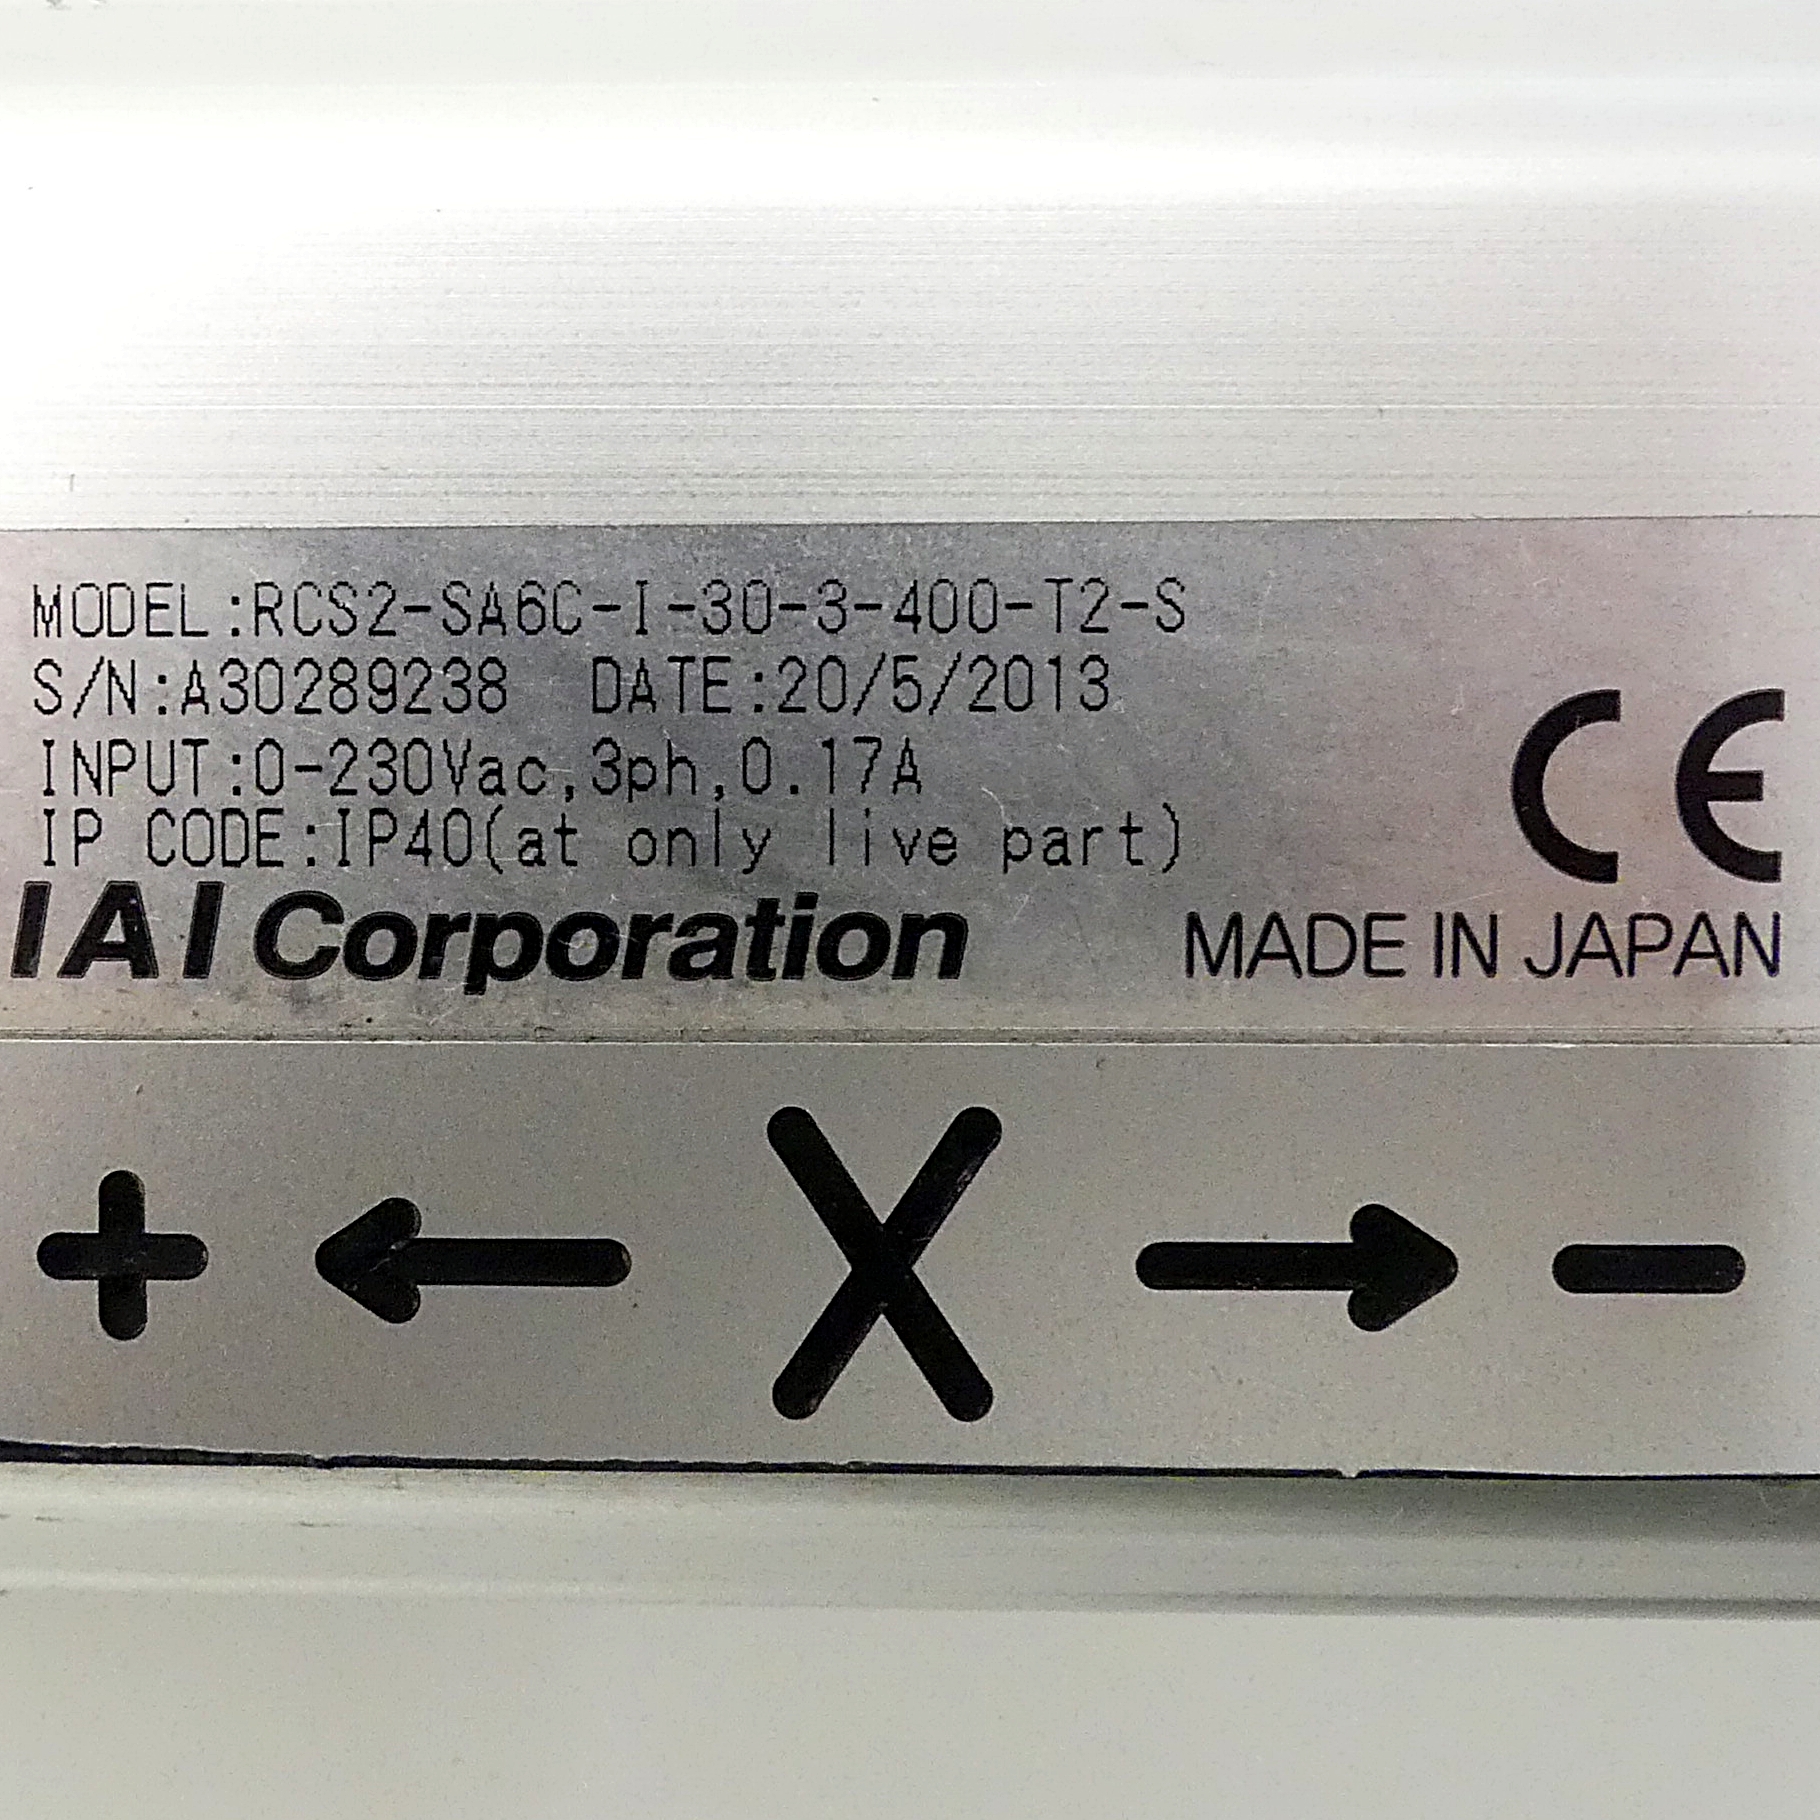 MODEL:RCS2-SA6C-I-30-3-400-T2-S
S/N:A30289238 DATE:20/5/2013
INPUT:0-230Vac,3ph,0.17A
IP CODE:IP40(at only live part)
CE
IAI Corporation MADE IN JAPAN
+ ← X → -